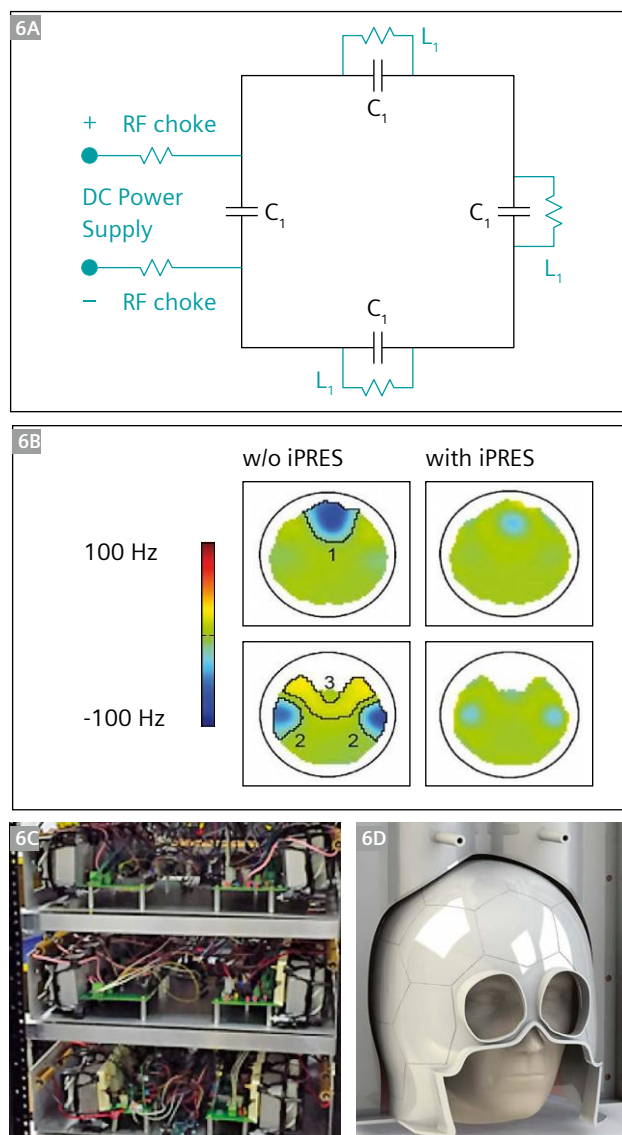 6A
L₁
C₁
+ RF choke
DC Power
Supply
C₁
C₁
L₁
− RF choke
C₁
L₁
6B
w/o iPRES with iPRES
100 Hz
-100 Hz
1
3
2 2
6C
6D